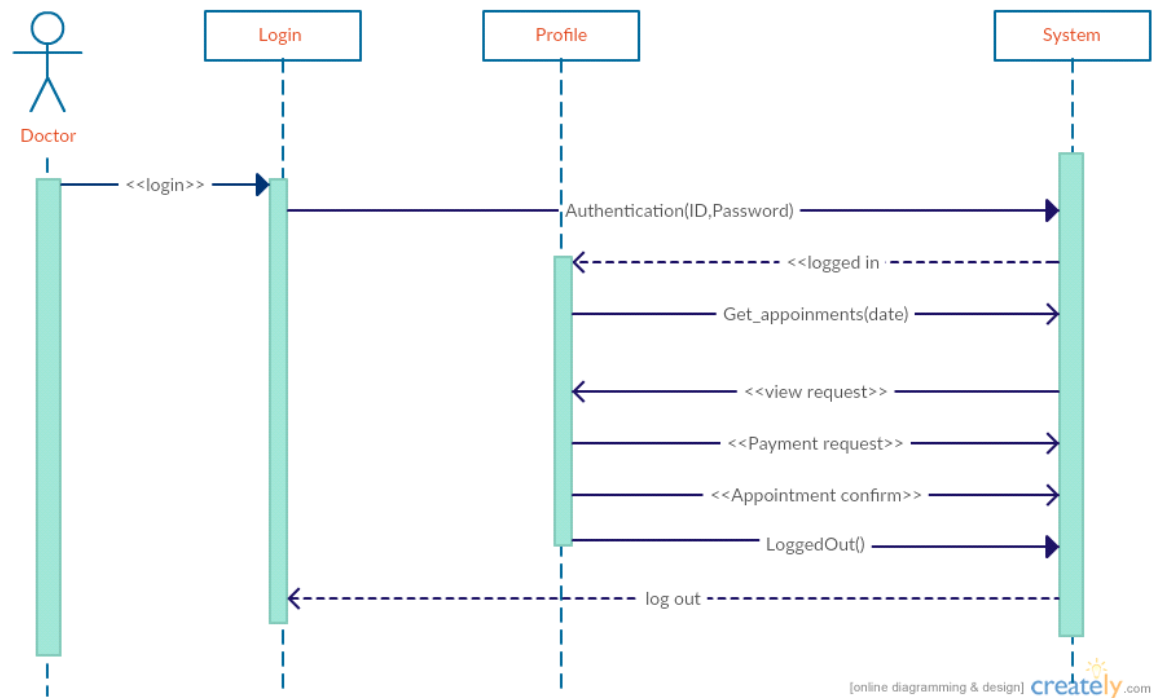 Login
Profile
System
Doctor
<<login>>
Authentication(ID,Password)
<<logged in
Get_appoinments(date)
<<view request>>
<<Payment request>>
<<Appointment confirm>>
LoggedOut()
log out
[online diagramming & design] creately.com